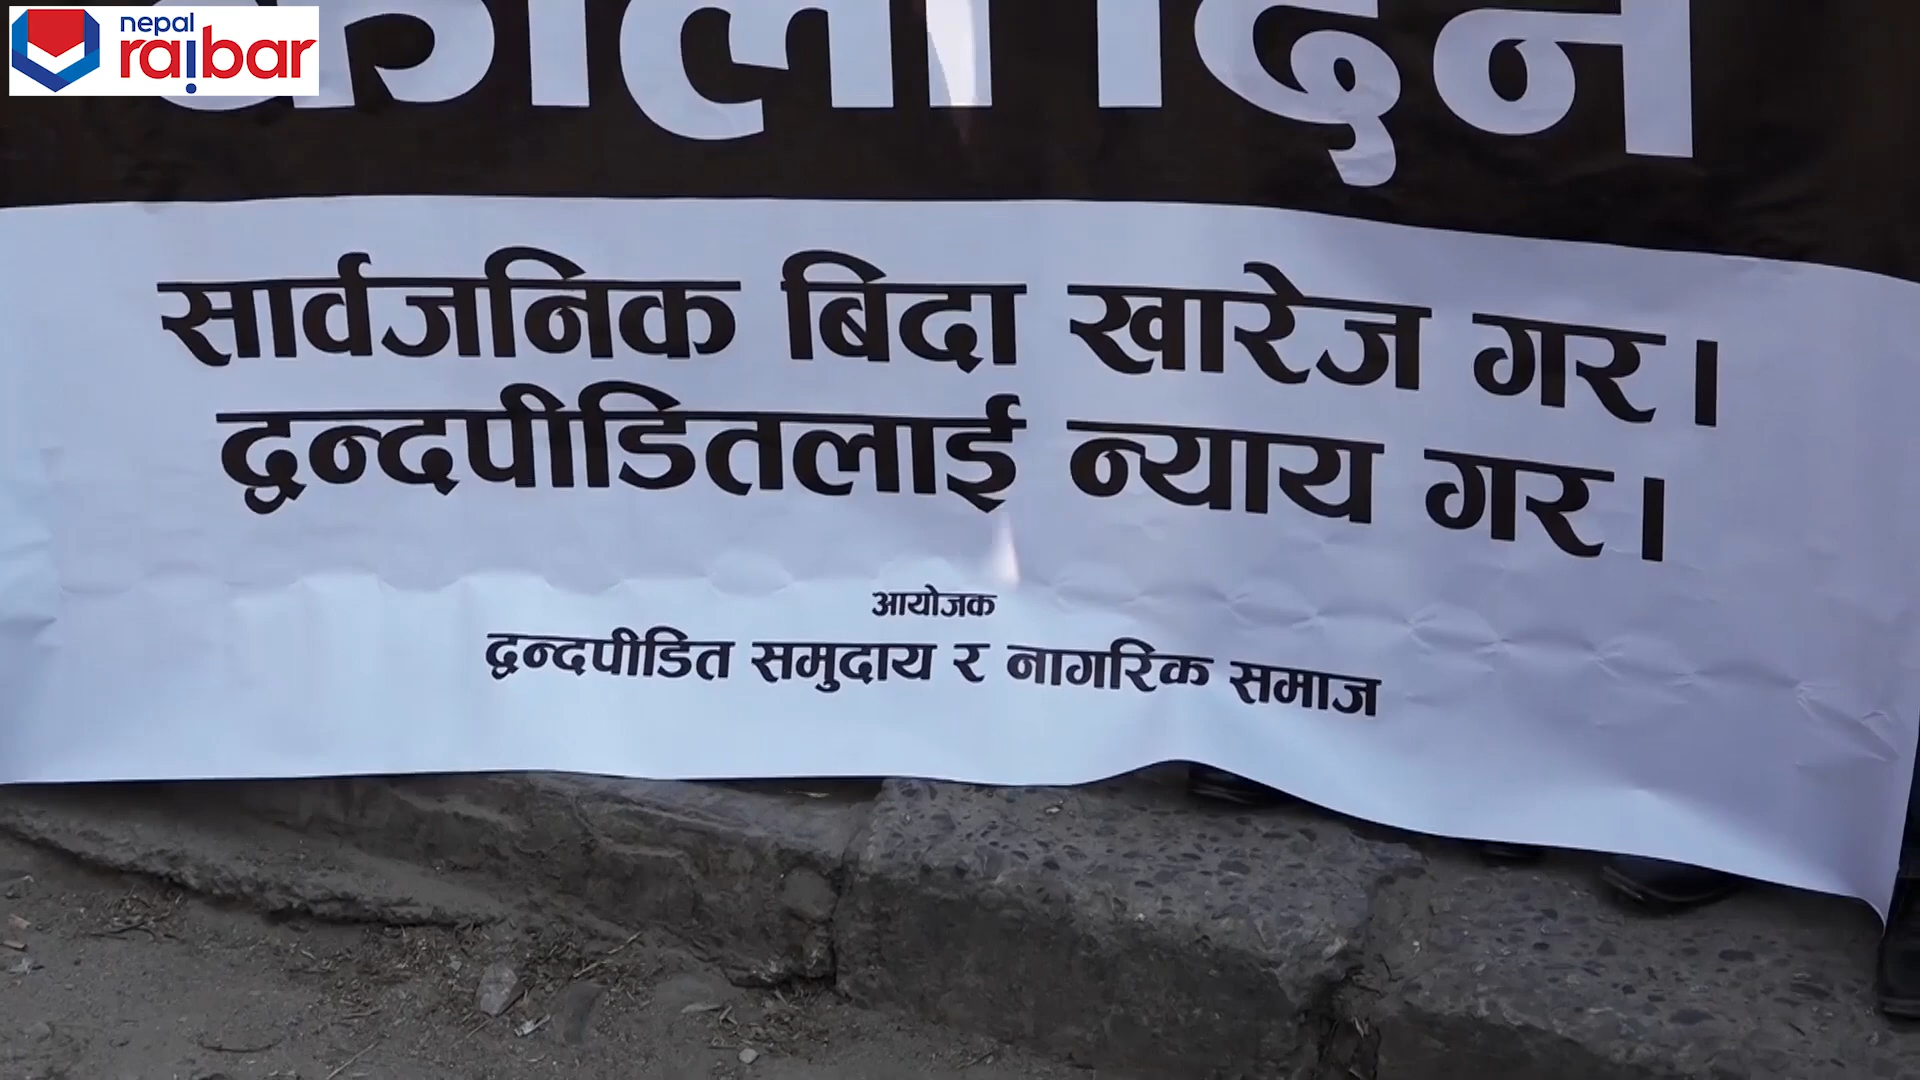 nepal
raibar
काला दिन
सार्वजनिक बिदा खारेज गर।
द्वन्दपीडितलाई न्याय गर।
आयोजक
द्वन्दपीडित समुदाय र नागरिक समाज